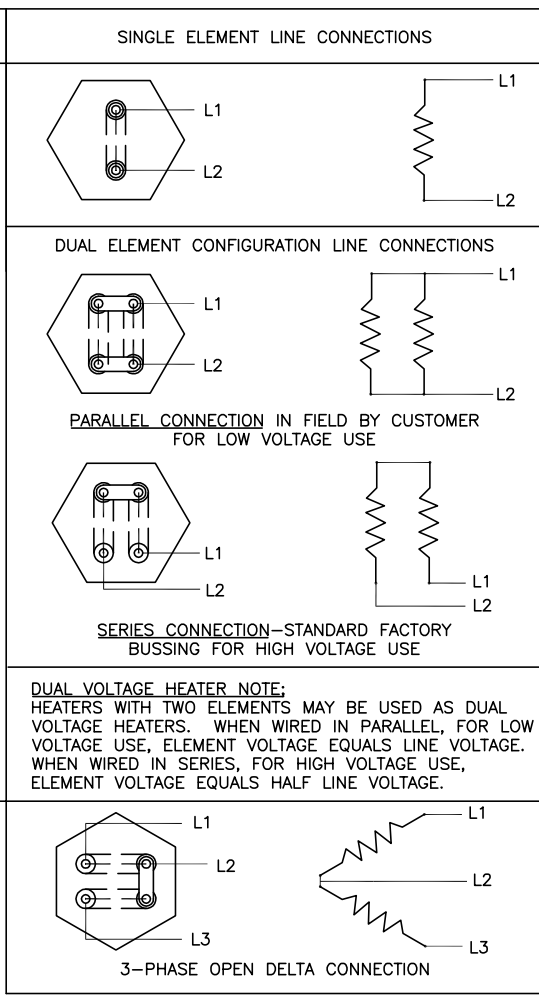 SINGLE ELEMENT LINE CONNECTIONS
L1
L1
L2
L2
DUAL ELEMENT CONFIGURATION LINE CONNECTIONS
L1
L1
L2
L2
PARALLEL CONNECTION IN FIELD BY CUSTOMER
FOR LOW VOLTAGE USE
L1
L1
L2
L2
SERIES CONNECTION-STANDARD FACTORY
BUSSING FOR HIGH VOLTAGE USE
DUAL VOLTAGE HEATER NOTE;
HEATERS WITH TWO ELEMENTS MAY BE USED AS DUAL
VOLTAGE HEATERS. WHEN WIRED IN PARALLEL, FOR LOW
VOLTAGE USE, ELEMENT VOLTAGE EQUALS LINE VOLTAGE.
WHEN WIRED IN SERIES, FOR HIGH VOLTAGE USE,
ELEMENT VOLTAGE EQUALS HALF LINE VOLTAGE.
L1
L1
L2
L2
L3
L3
3-PHASE OPEN DELTA CONNECTION